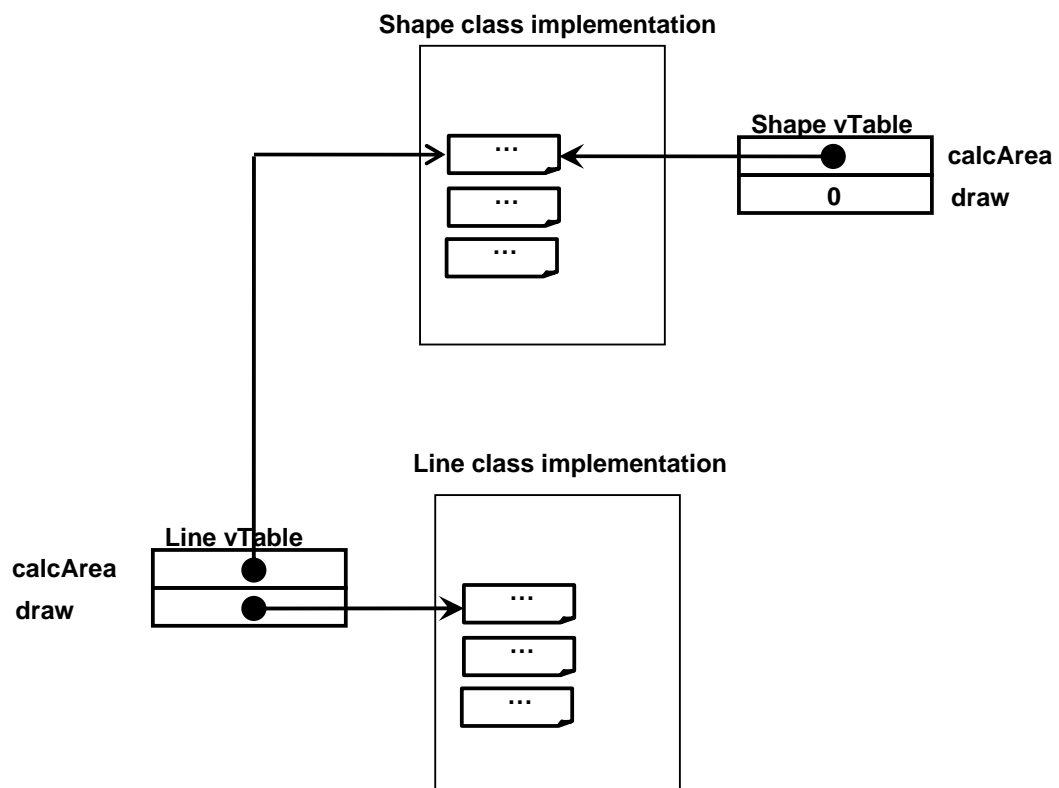 Shape class implementation
Shape vTable
...
calcArea
...
0
draw
...
Line class implementation
Line vTable
calcArea
draw
...
...
...